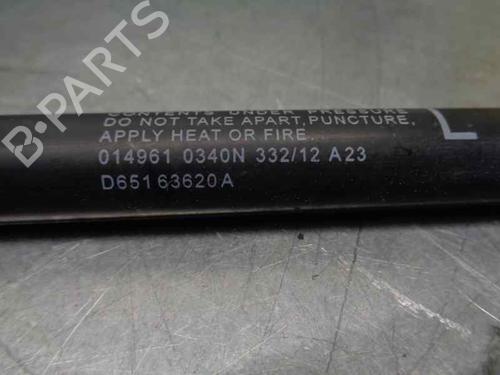 CONTENTS UNDER PRESSURE
DO NOT TAKE APART, PUNCTURE,
APPLY HEAT OR FIRE.
014961 0340N 332/12 A23
D65163620A
L
B-PARTS